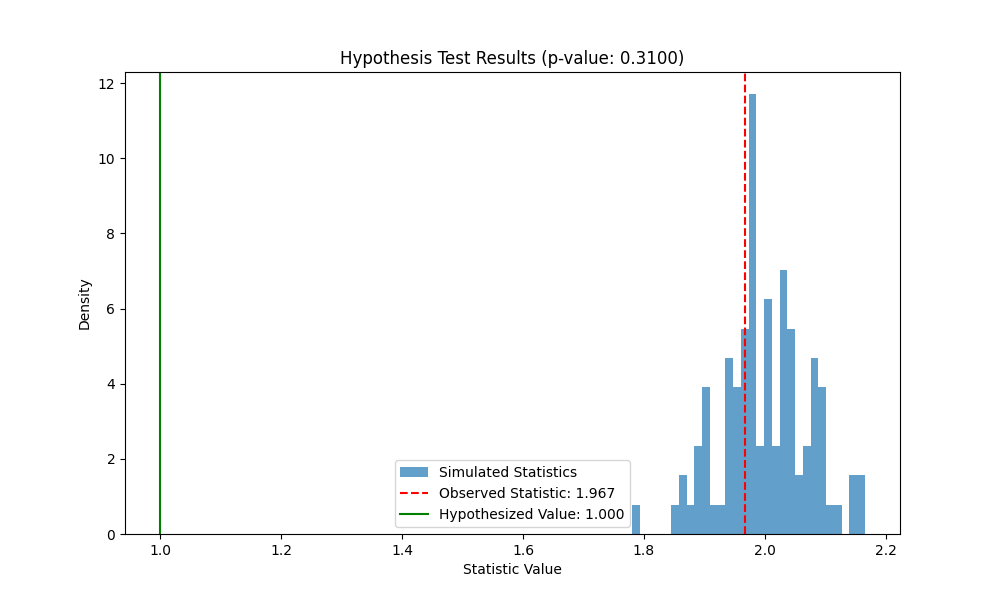 Hypothesis Test Results (p-value: 0.3100)
12
10
8
6
4
2
0
Density
Simulated Statistics
Observed Statistic: 1.967
Hypothesized Value: 1.000
1.0 1.2 1.4 1.6 1.8 2.0 2.2
Statistic Value